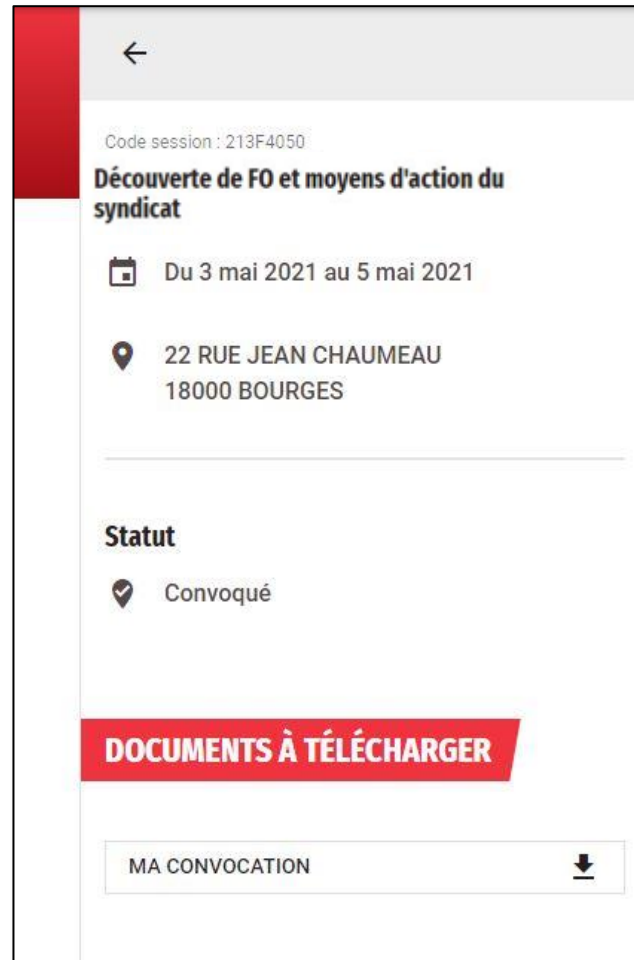 Code session : 213F4050
Découverte de FO et moyens d'action du
syndicat
Du 3 mai 2021 au 5 mai 2021
22 RUE JEAN CHAUMEAU
18000 BOURGES
Statut
Convoqué
DOCUMENTS À TÉLÉCHARGER
MA CONVOCATION